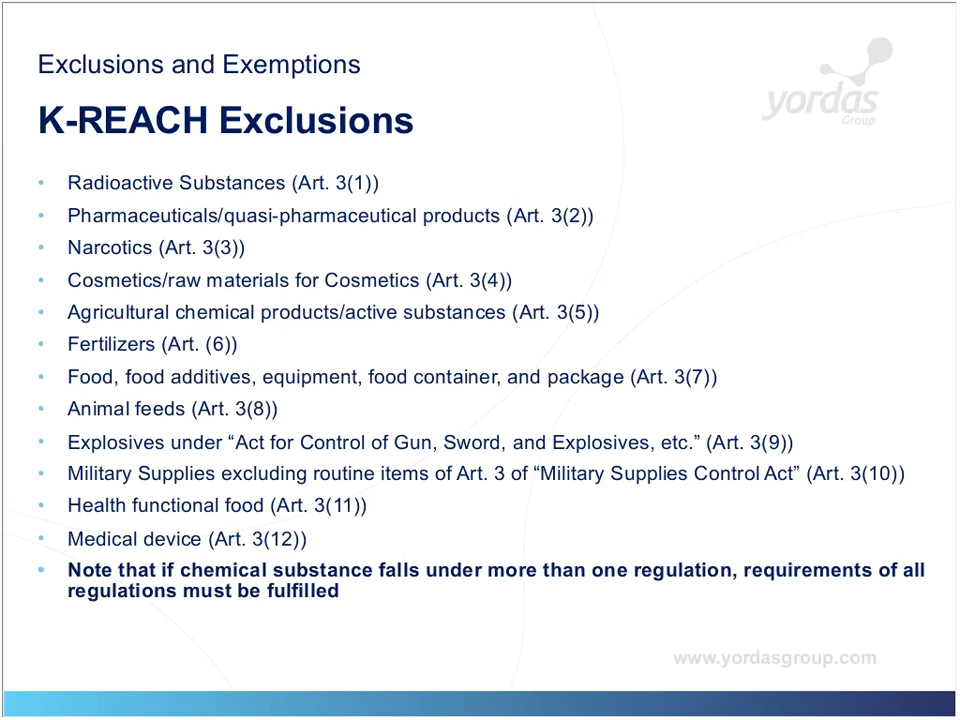 Exclusions and Exemptions
yordas
Group
K-REACH Exclusions
• Radioactive Substances (Art. 3(1))
• Pharmaceuticals/quasi-pharmaceutical products (Art. 3(2))
• Narcotics (Art. 3(3))
• Cosmetics/raw materials for Cosmetics (Art. 3(4))
• Agricultural chemical products/active substances (Art. 3(5))
• Fertilizers (Art. (6))
• Food, food additives, equipment, food container, and package (Art. 3(7))
• Animal feeds (Art. 3(8))
• Explosives under “Act for Control of Gun, Sword, and Explosives, etc.” (Art. 3(9))
• Military Supplies excluding routine items of Art. 3 of “Military Supplies Control Act” (Art. 3(10))
• Health functional food (Art. 3(11))
• Medical device (Art. 3(12))
• Note that if chemical substance falls under more than one regulation, requirements of all
regulations must be fulfilled
www.yordasgroup.com